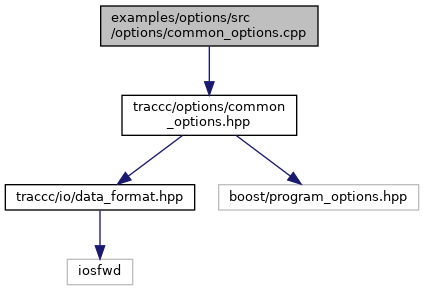 examples/options/src
/options/common_options.cpp
traccc/options/common
_options.hpp
traccc/io/data_format.hpp
boost/program_options.hpp
iosfwd